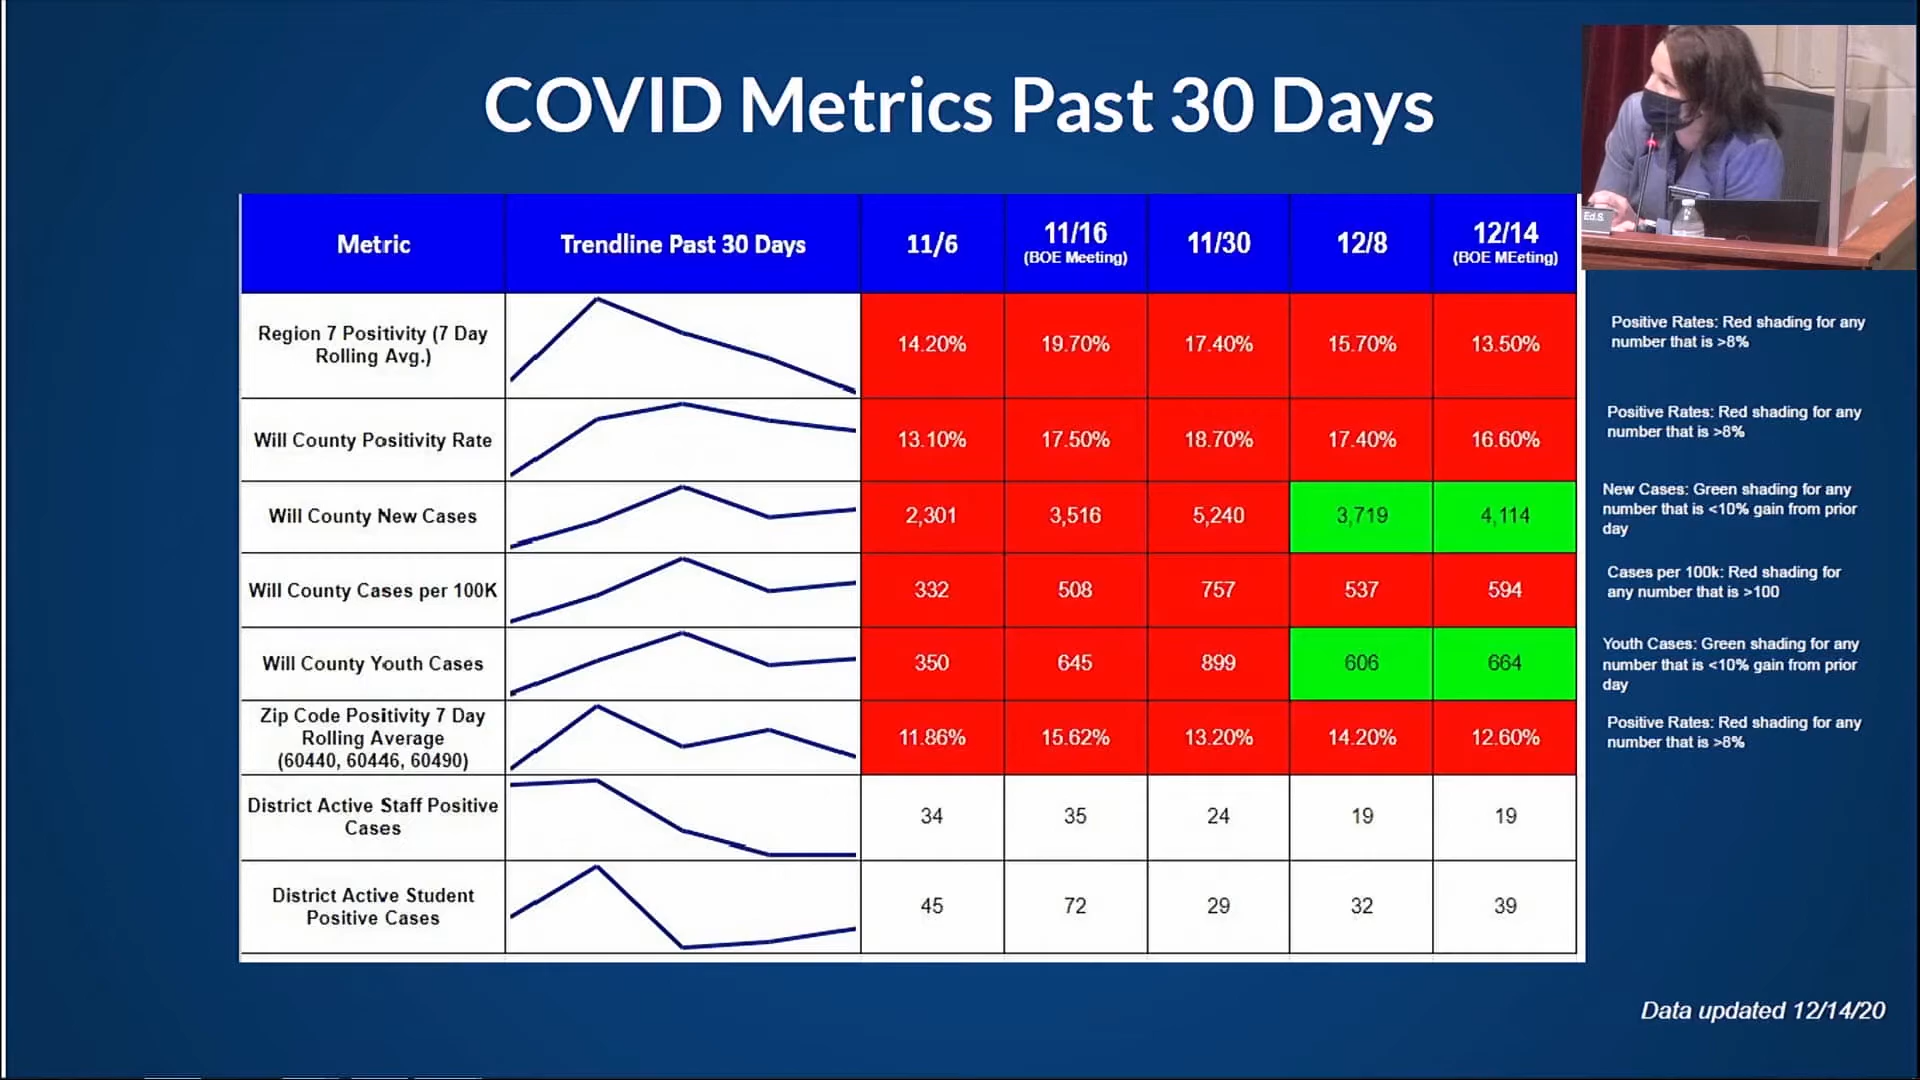 COVID Metrics Past 30 Days
Ed.S.
Metric
Trendline Past 30 Days
11/6
11/16
(BOE Meeting)
11/30
12/8
12/14
(BOE MEeting)
Region 7 Positivity (7 Day
Rolling Avg.)
14.20%
19.70%
17.40%
15.70%
13.50%
Positive Rates: Red shading for any
number that is >8%
Will County Positivity Rate
13.10%
17.50%
18.70%
17.40%
16.60%
Positive Rates: Red shading for any
number that is >8%
Will County New Cases
2,301
3,516
5,240
3,719
4,114
New Cases: Green shading for any
number that is <10% gain from prior
day
Will County Cases per 100K
332
508
757
537
594
Cases per 100k: Red shading for
any number that is >100
Will County Youth Cases
350
645
899
606
664
Youth Cases: Green shading for any
number that is <10% gain from prior
day
Zip Code Positivity 7 Day
Rolling Average
(60440, 60446, 60490)
11.86%
15.62%
13.20%
14.20%
12.60%
Positive Rates: Red shading for any
number that is >8%
District Active Staff Positive
Cases
34
35
24
19
19
District Active Student
Positive Cases
45
72
29
32
39
Data updated 12/14/20